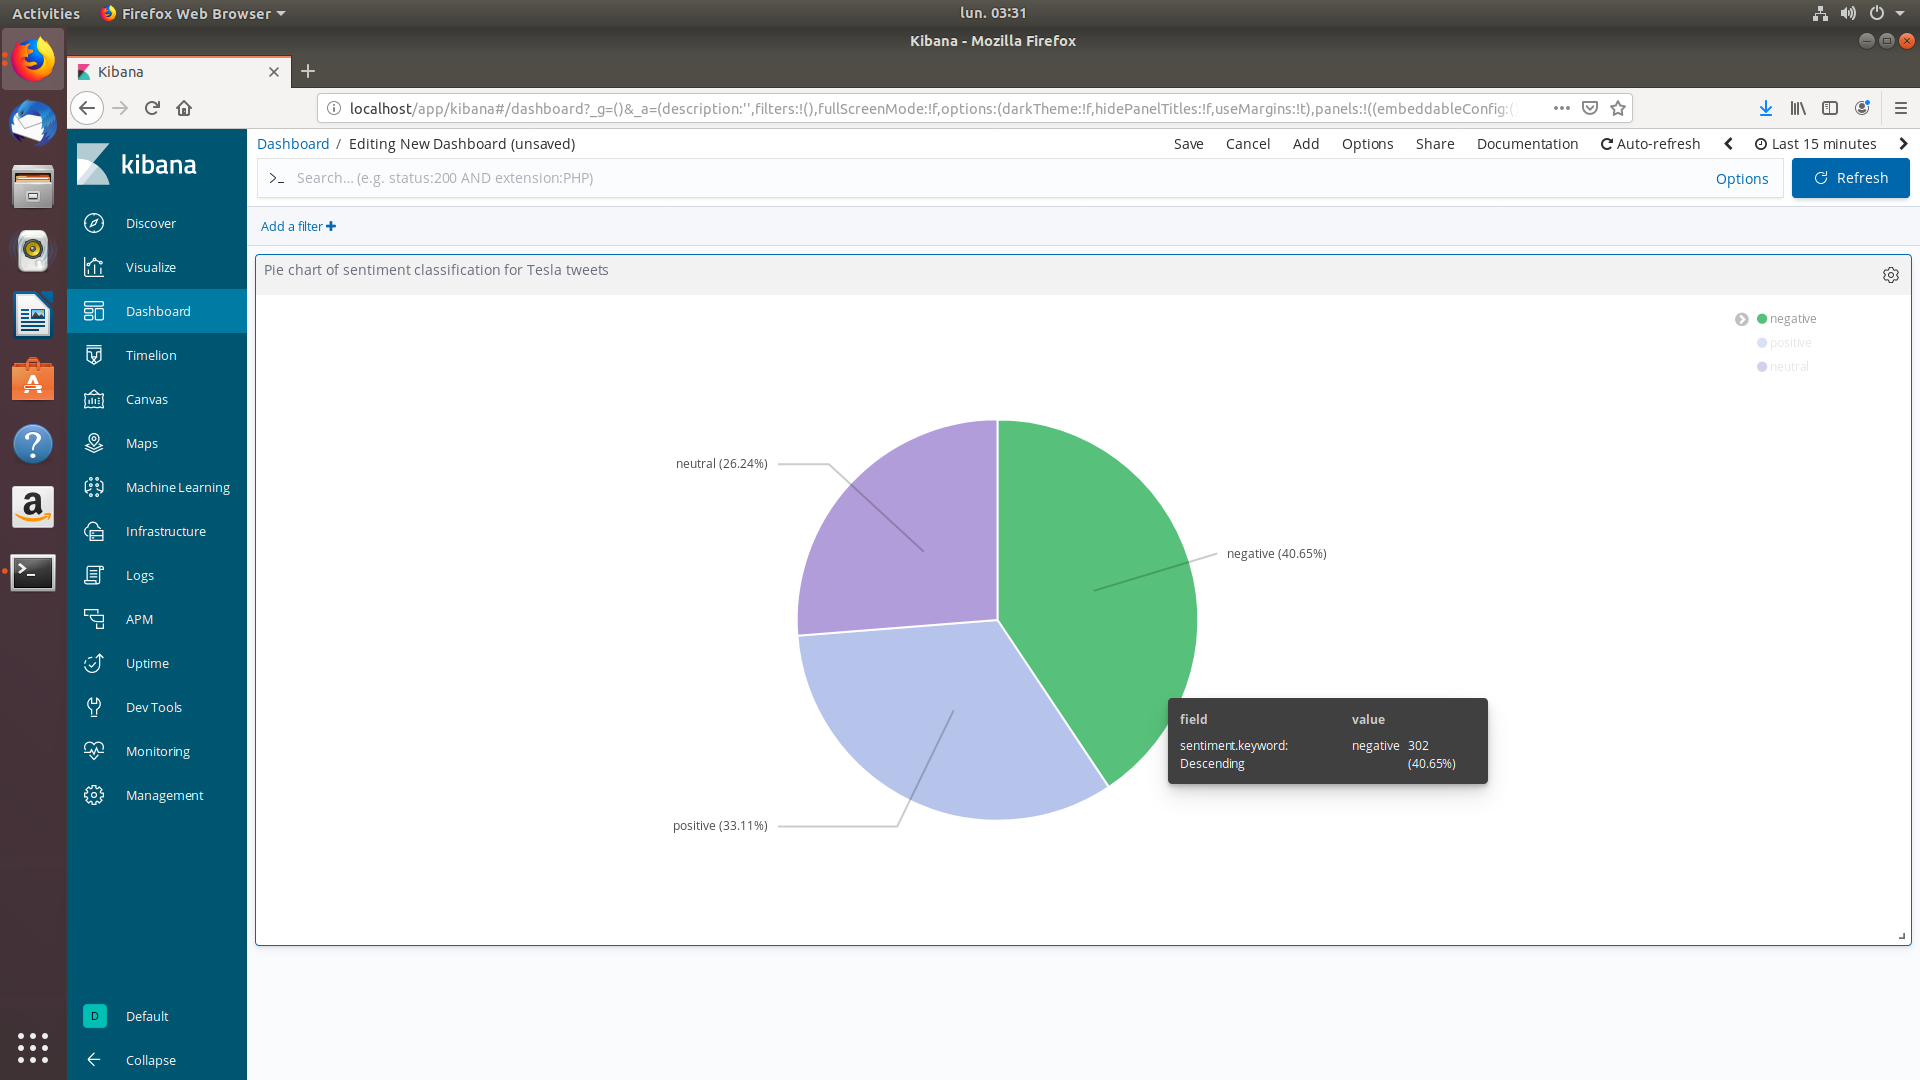 Activities Firefox Web Browser lun. 03:31
Kibana - Mozilla Firefox
Kibana
localhost/app/kibana#/dashboard?_g=()&_a=(description:'',filters:!(),fullScreenMode:!f,options:(darkTheme:!f,hidePanelTitles:!f,useMargins:!t),panels:!((embeddableConfig:(
kibana
Dashboard / Editing New Dashboard (unsaved) Save Cancel Add Options Share Documentation Auto-refresh Last 15 minutes
>_ Search... (e.g. status:200 AND extension:PHP) Options Refresh
Add a filter +
Discover
Visualize
Dashboard
Timelion
Canvas
Maps
Machine Learning
Infrastructure
Logs
APM
Uptime
Dev Tools
Monitoring
Management
D Default
Collapse
Pie chart of sentiment classification for Tesla tweets
negative
positive
neutral
neutral (26.24%)
negative (40.65%)
positive (33.11%)
field value
sentiment.keyword: negative 302
Descending (40.65%)